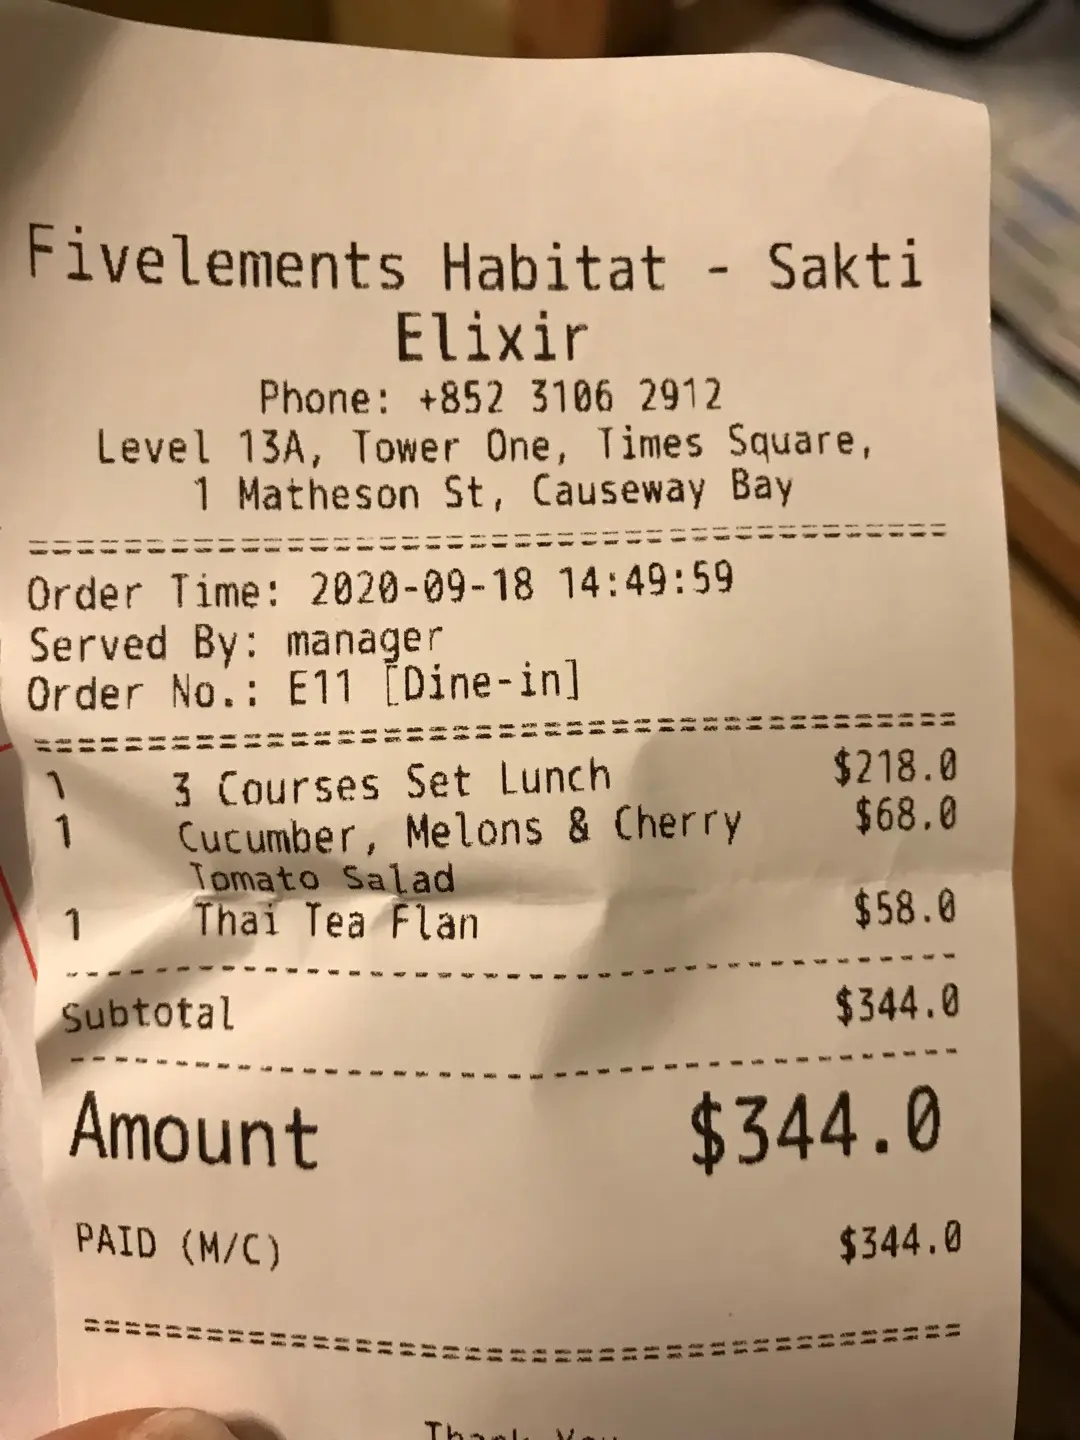 Fivelements Habitat - Sakti
Elixir
Phone: +852 3106 2912
Level 13A, Tower One, Times Square,
1 Matheson St, Causeway Bay
Order Time: 2020-09-18 14:49:59
Served By: manager
Order No.: E11 [Dine-in]
1 3 Courses Set Lunch $218.0
1 Cucumber, Melons & Cherry $68.0
Tomato Salad
1 Thai Tea Flan $58.0
Subtotal $344.0
Amount $344.0
PAID (M/C) $344.0
Thank You